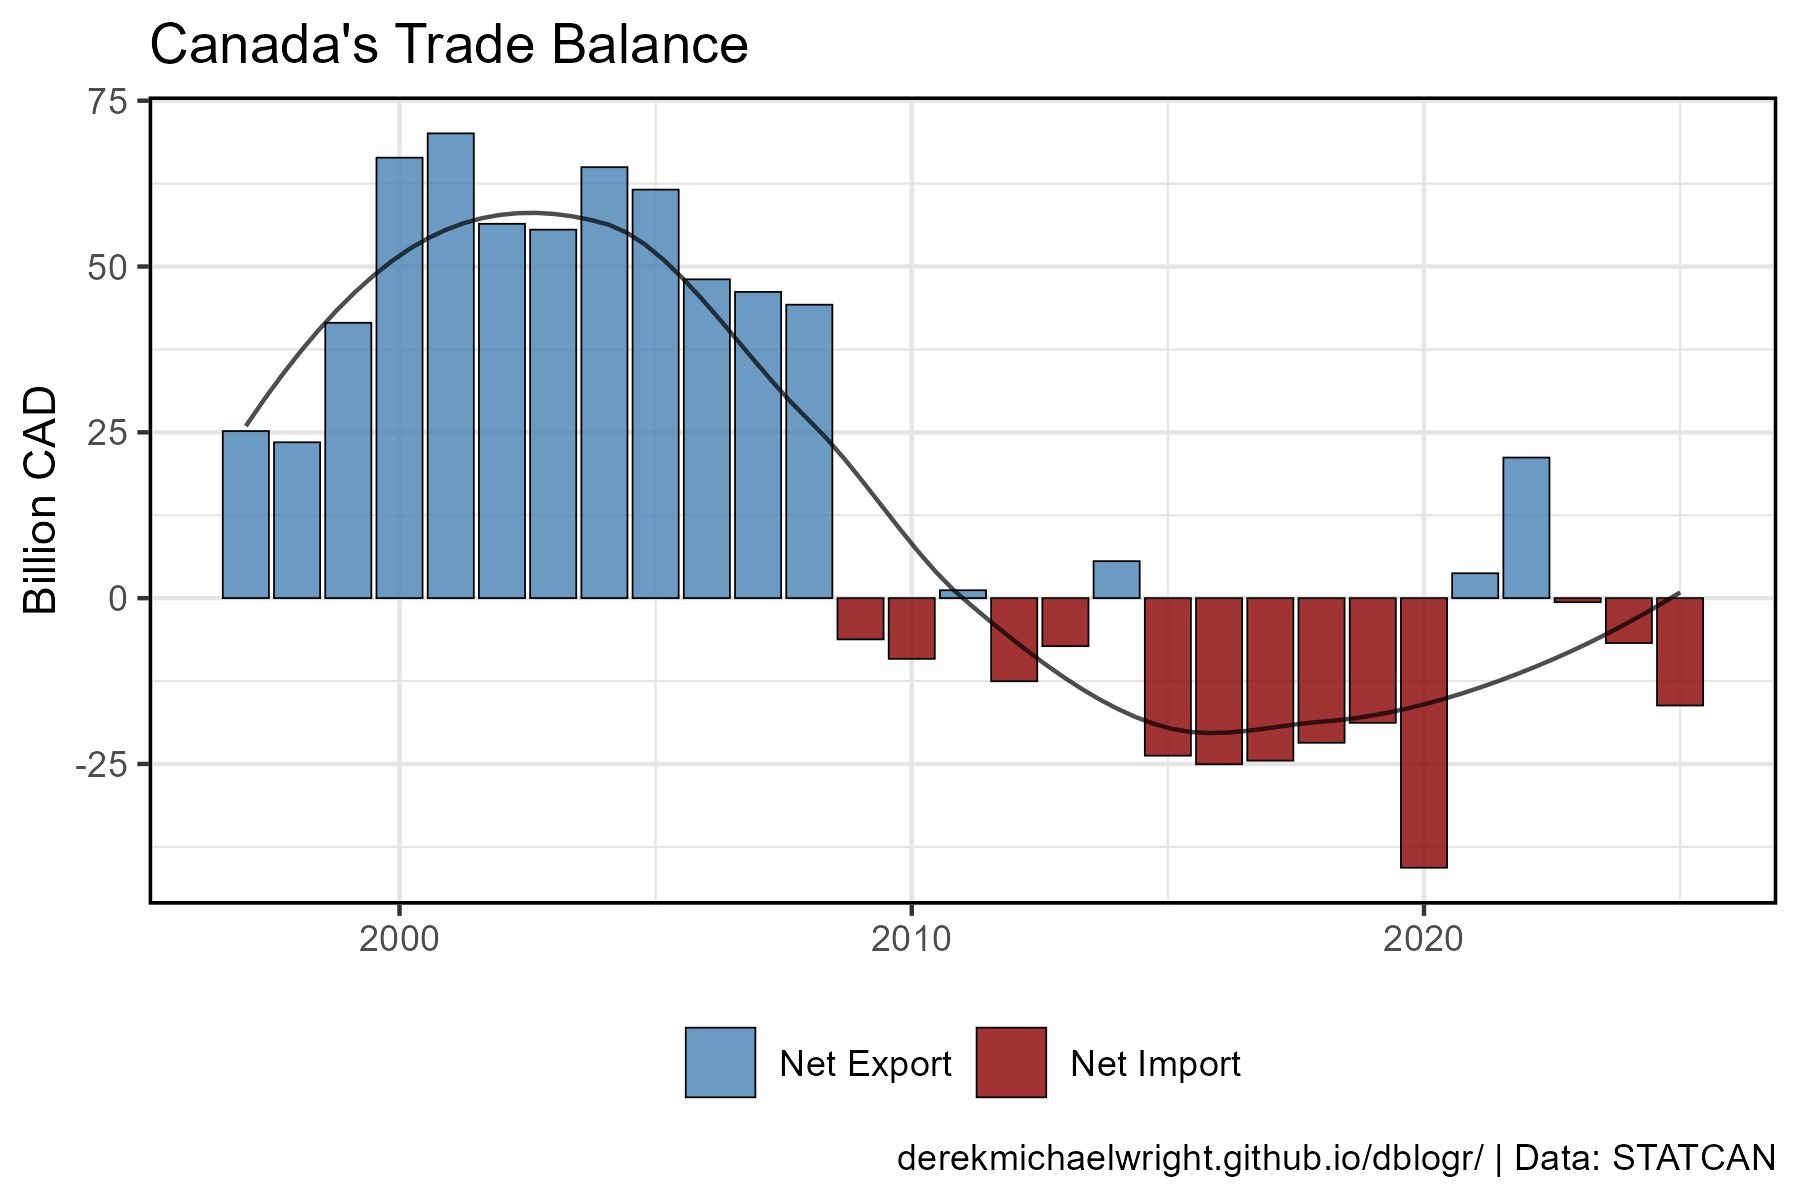 Canada's Trade Balance
Billion CAD
75
50
25
0
-25
2000 2010 2020
Net Export Net Import
derekmichaelwright.github.io/dblogr/ | Data: STATCAN